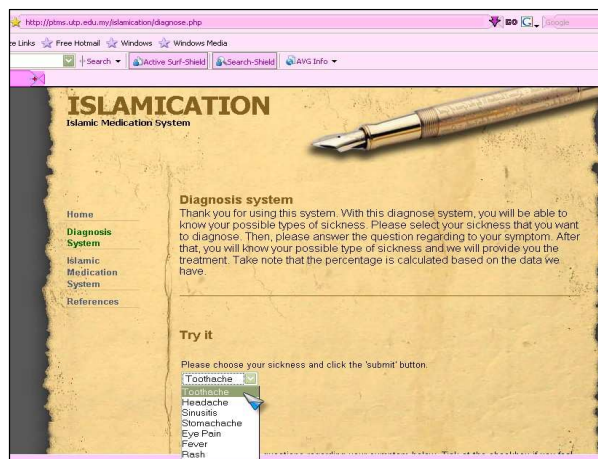 http://ptms.utp.edu.my/islamication/diagnose.php
GO
Google
ze Links Free Hotmail Windows Windows Media
Search Active Surf-Shield Search-Shield AVG Info
ISLAMICATION
Islamic Medication System
Home
Diagnosis
System
Islamic
Medication
System
References
Diagnosis system
Thank you for using this system. With this diagnose system, you will be able to
know your possible types of sickness. Please select your sickness that you want
to diagnose. Then, please answer the question regarding to your symptom. After
that, you will know your possible type of sickness and we will provide you the
treatment. Take note that the percentage is calculated based on the data we
have.
Try it
Please choose your sickness and click the 'submit' button.
Toothache
Toothache
Headache
Sinusitis
Stomachache
Eye Pain
Fever
Rash
questions regarding your symptom below. Tick at the checkbox if you feel